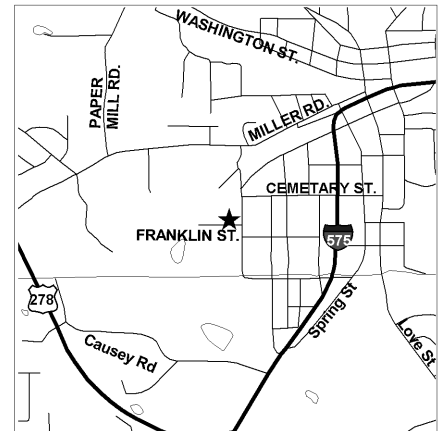 WASHINGTON ST.
PAPER
MILL RD.
MILLER RD.
CEMETARY ST.
FRANKLIN ST.
575
278
Spring St
Causey Rd
Love St